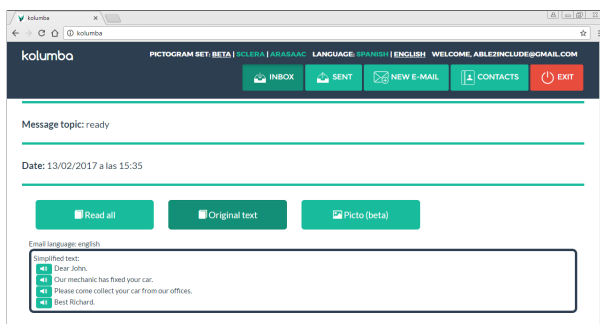 kolumba
kolumba
kolumba PICTOGRAM SET: BETA | SCLERA | ARASAAC LANGUAGE: SPANISH | ENGLISH WELCOME, ABLE2INCLUDE@GMAIL.COM
INBOX SENT NEW E-MAIL CONTACTS EXIT
Message topic: ready
Date: 13/02/2017 a las 15:35
Read all Original text Picto (beta)
Email language: english
Simplified text:
Dear John.
Our mechanic has fixed your car.
Please come collect your car from our offices.
Best Richard.